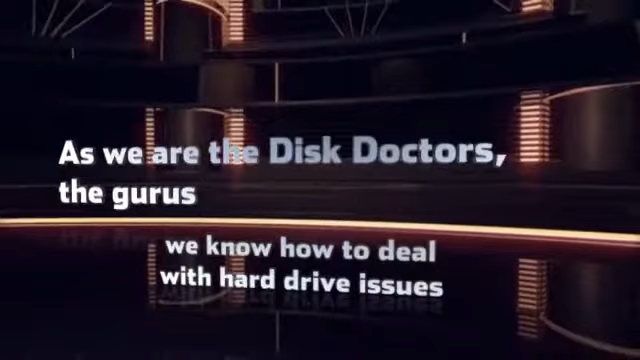 As we are the Disk Doctors,
the gurus
we know how to deal
with hard drive issues